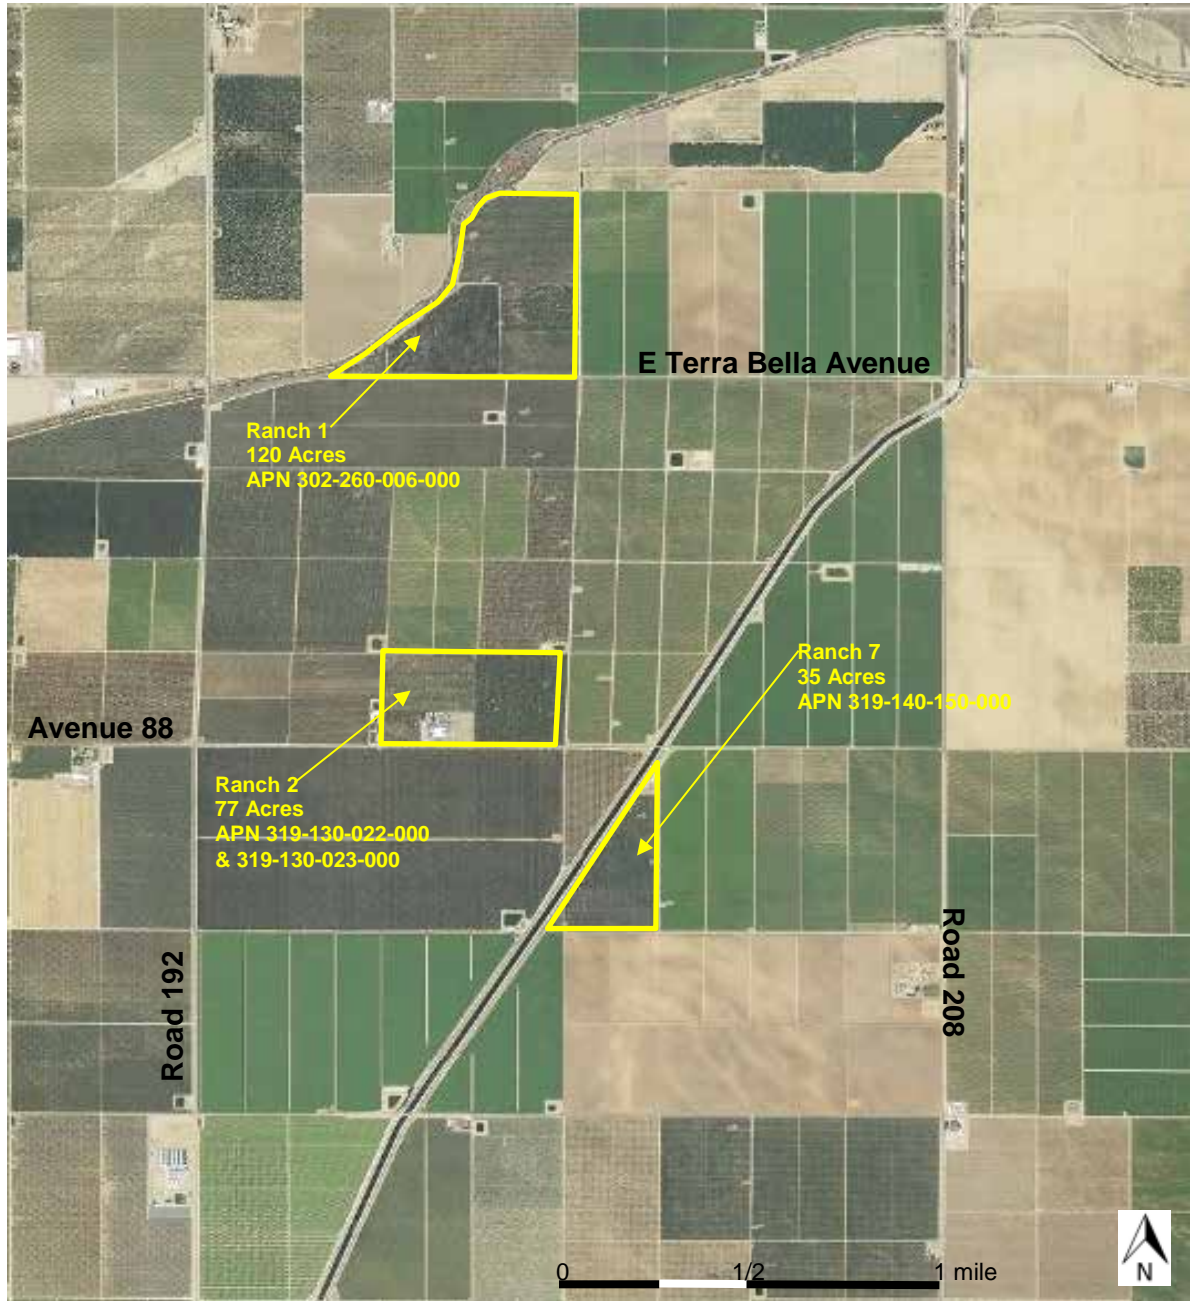 E Terra Bella Avenue
Ranch 1
120 Acres
APN 302-260-006-000
Ranch 7
35 Acres
APN 319-140-150-000
Avenue 88
Ranch 2
77 Acres
APN 319-130-022-000
& 319-130-023-000
Road 192
Road 208
0 1/2 1 mile
N